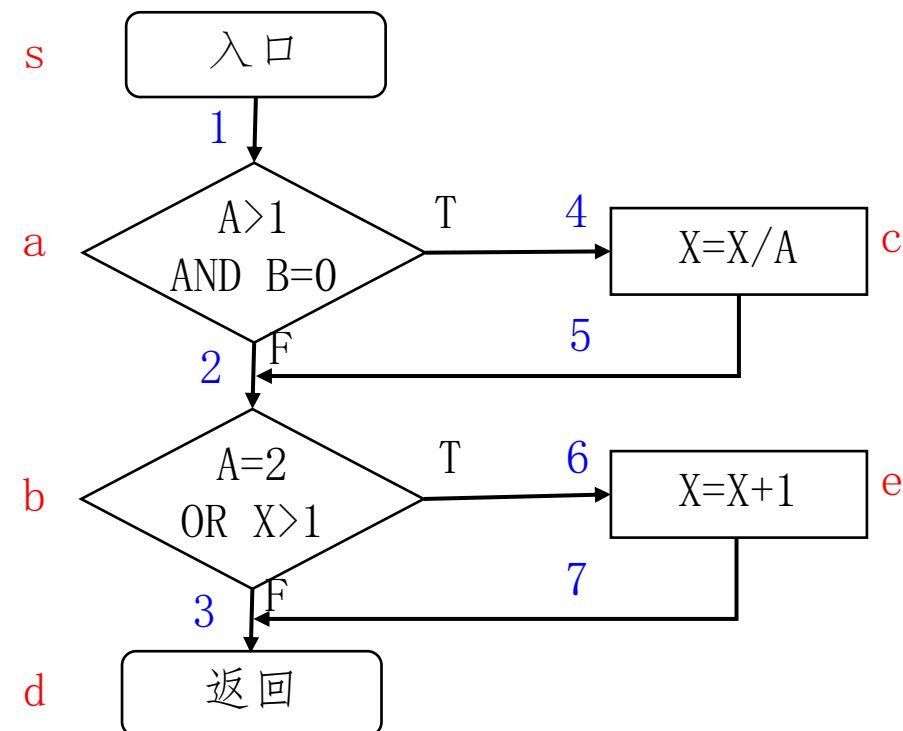 s
入口
1
a
A>1
AND B=0
T
4
X=X/A
c
F
2
5
b
A=2
OR X>1
T
6
X=X+1
e
F
3
7
d
返回